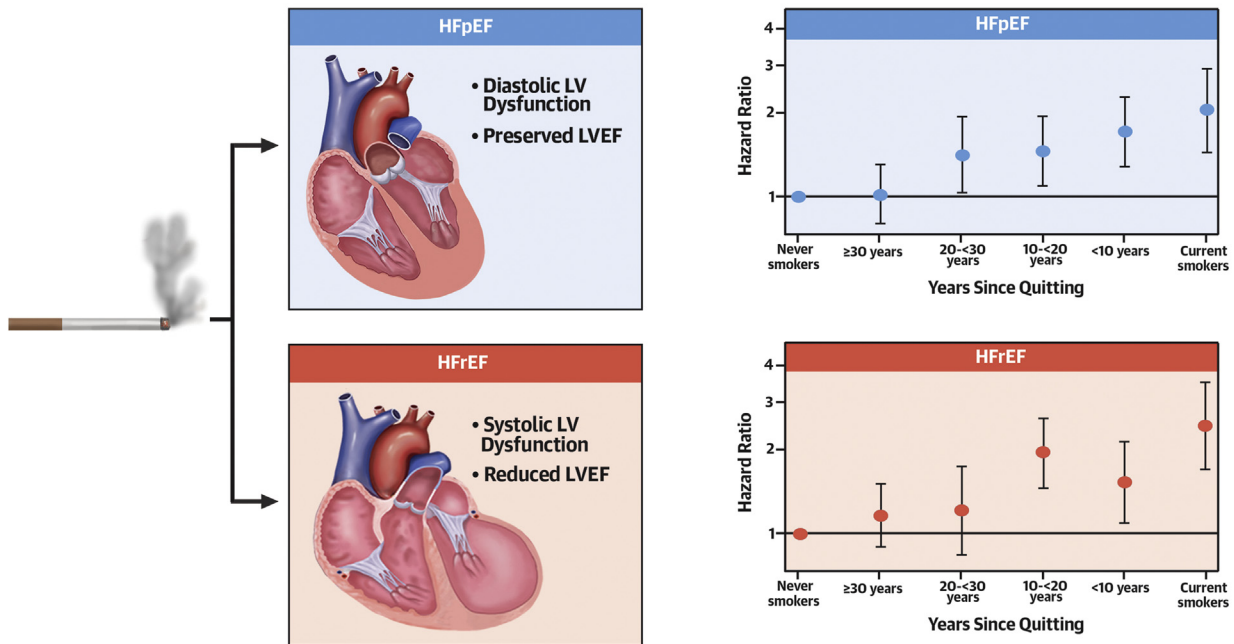 HFpEF
• Diastolic LV
Dysfunction
• Preserved LVEF
HFpEF
Hazard Ratio
4
3
2
1
Never
smokers
≥30 years
20-<30
years
10-<20
years
<10 years
Current
smokers
Years Since Quitting
HFrEF
• Systolic LV
Dysfunction
• Reduced LVEF
HFrEF
Hazard Ratio
4
3
2
1
Never
smokers
≥30 years
20-<30
years
10-<20
years
<10 years
Current
smokers
Years Since Quitting